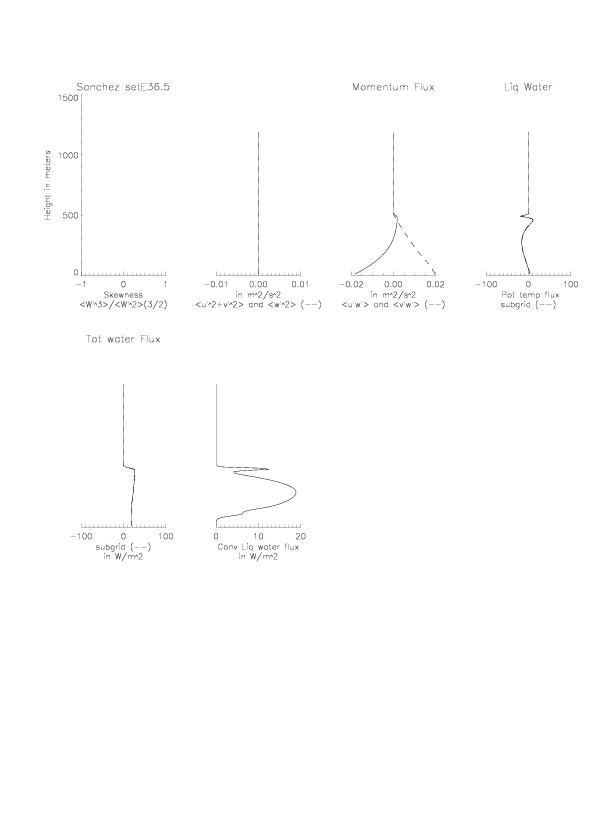 Sanchez setE36.5
Momentum Flux
Liq Water
1500
1000
500
0
Height in meters
-1 0 1
-0.01 0.00 0.01
-0.02 0.00 0.02
-100 0 100
Skewness
in m^2/s^2
in m^2/s^2
Pot temp flux
<W'^3>/<W'^2>(3/2)
<u'^2+v'^2> and <w'^2> (--)
<u'w'> and <v'w'> (--)
subgrid (--)
Tot water Flux
-100 0 100
0 10 20
subgrid (--)
Conv Liq water flux
in W/m^2
in W/m^2